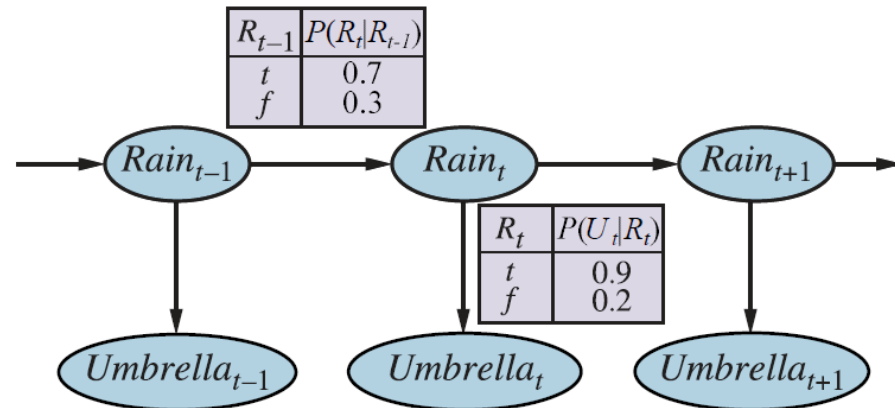 R_{t−1} P(R_t|R_{t-1})
t 0.7
f 0.3
Rain_{t−1} Rain_t Rain_{t+1}
R_t P(U_t|R_t)
t 0.9
f 0.2
Umbrella_{t−1} Umbrella_t Umbrella_{t+1}